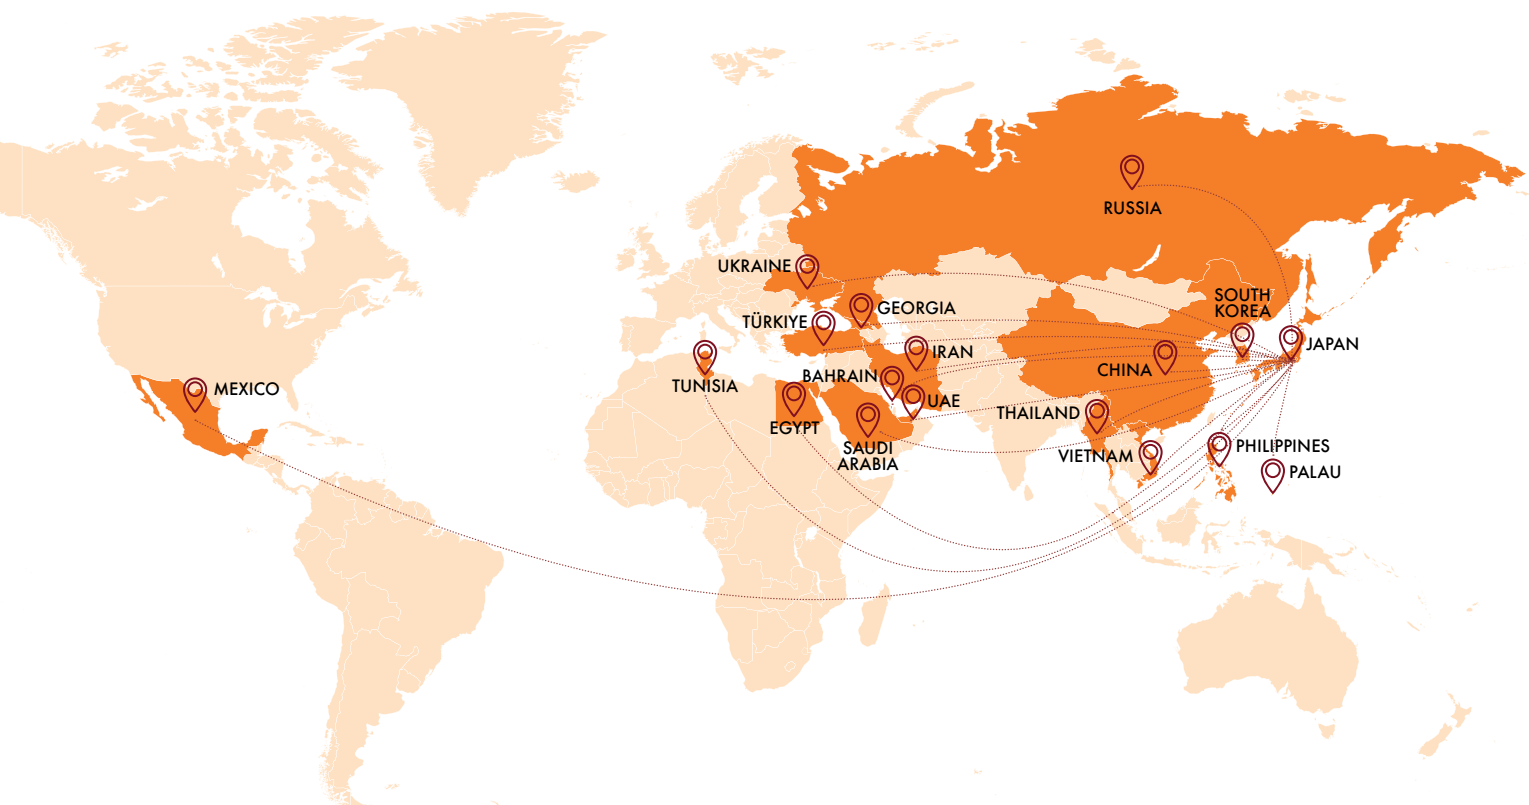 RUSSIA
UKRAINE
SOUTH
KOREA
GEORGIA
TÜRKIYE
JAPAN
IRAN
CHINA
BAHRAIN
TUNISIA
MEXICO
UAE
THAILAND
EGYPT
SAUDI
ARABIA
PHILIPPINES
VIETNAM
PALAU